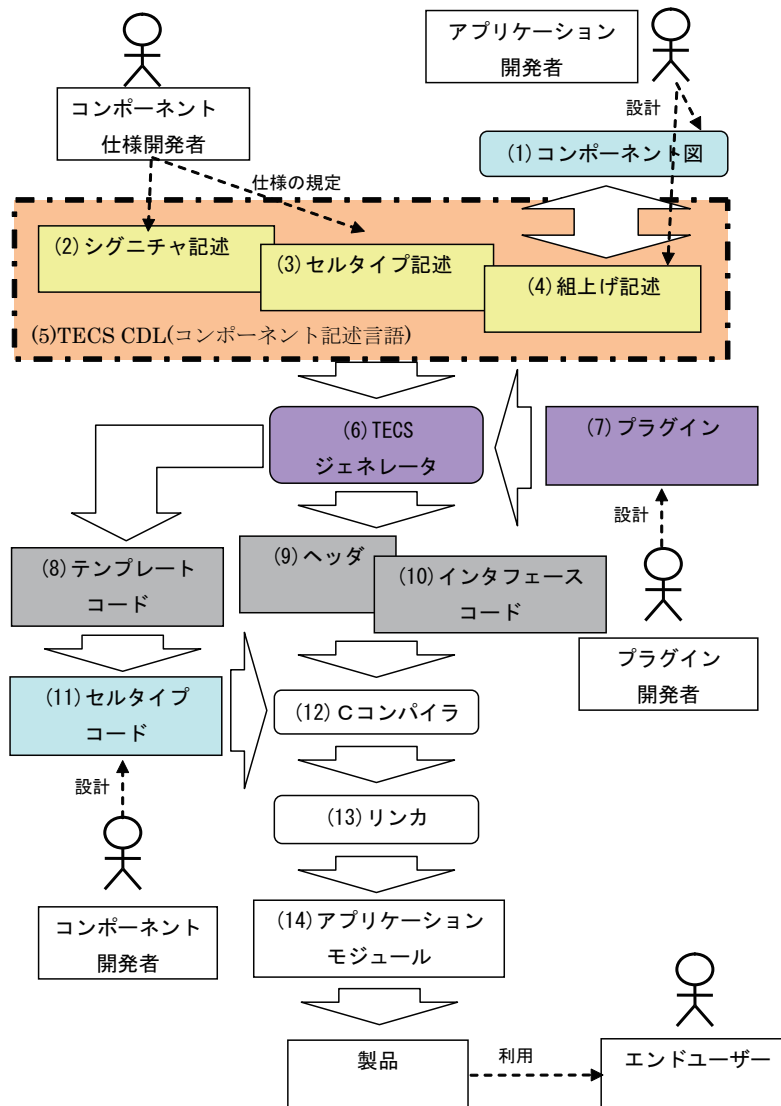 アプリケーション
開発者
コンポーネント
仕様開発者
設計
(1)コンポーネント図
仕様の規定
(2)シグニチャ記述
(3)セルタイプ記述
(4)組上げ記述
(5)TECS CDL(コンポーネント記述言語)
(6)TECS
ジェネレータ
(7)プラグイン
設計
(8)テンプレート
コード
(9)ヘッダ
(10)インタフェース
コード
プラグイン
開発者
(11)セルタイプ
コード
(12)Cコンパイラ
設計
(13)リンカ
コンポーネント
開発者
(14)アプリケーション
モジュール
製品
利用
エンドユーザー